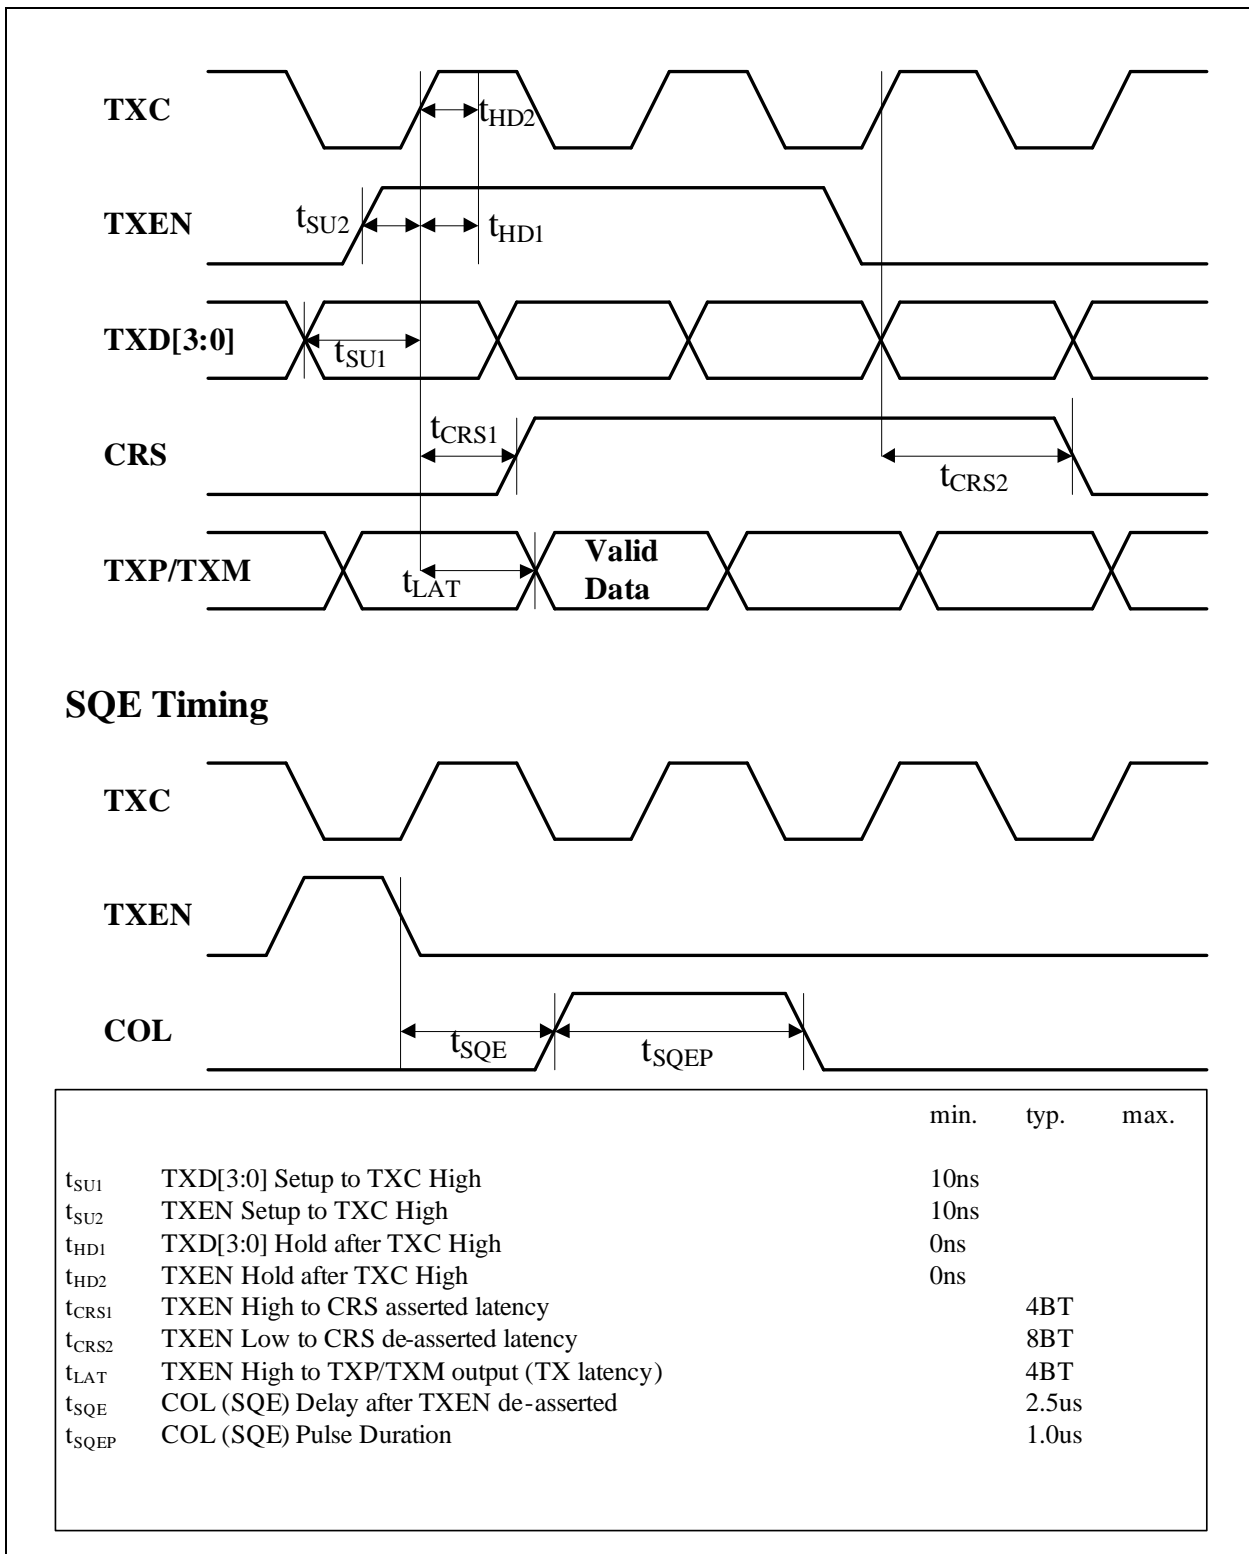 TXC
tHD2
TXEN
tSU2
tHD1
TXD[3:0]
tSU1
CRS
tCRS1
tCRS2
TXP/TXM
tLAT
Valid
Data
SQE Timing
TXC
TXEN
COL
tSQE
tSQEP
min. typ. max.
tSU1 TXD[3:0] Setup to TXC High 10ns
tSU2 TXEN Setup to TXC High 10ns
tHD1 TXD[3:0] Hold after TXC High 0ns
tHD2 TXEN Hold after TXC High 0ns
tCRS1 TXEN High to CRS asserted latency 4BT
tCRS2 TXEN Low to CRS de-asserted latency 8BT
tLAT TXEN High to TXP/TXM output (TX latency) 4BT
tSQE COL (SQE) Delay after TXEN de-asserted 2.5us
tSQEP COL (SQE) Pulse Duration 1.0us